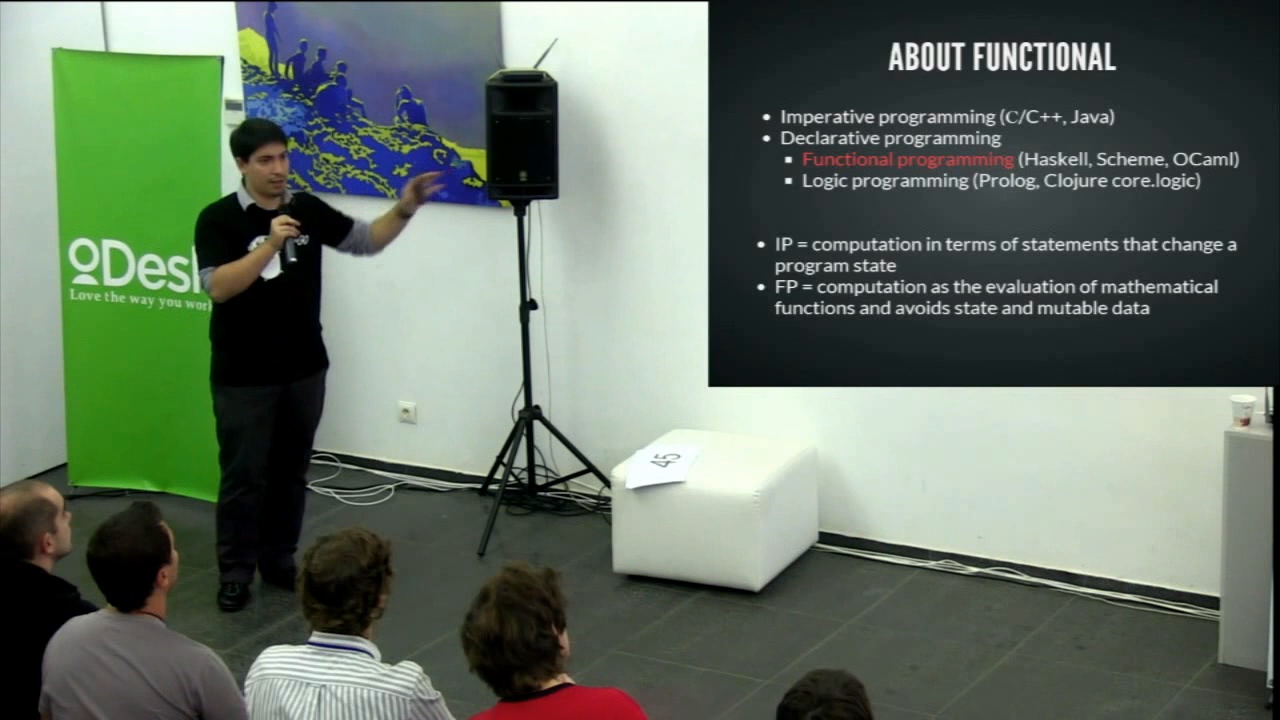 ABOUT FUNCTIONAL
Imperative programming (C/C++, Java)
Declarative programming
Functional programming (Haskell, Scheme, OCaml)
Logic programming (Prolog, Clojure core.logic)
IP = computation in terms of statements that change a
program state
FP = computation as the evaluation of mathematical
functions and avoids state and mutable data
oDesk
Love the way you work
45